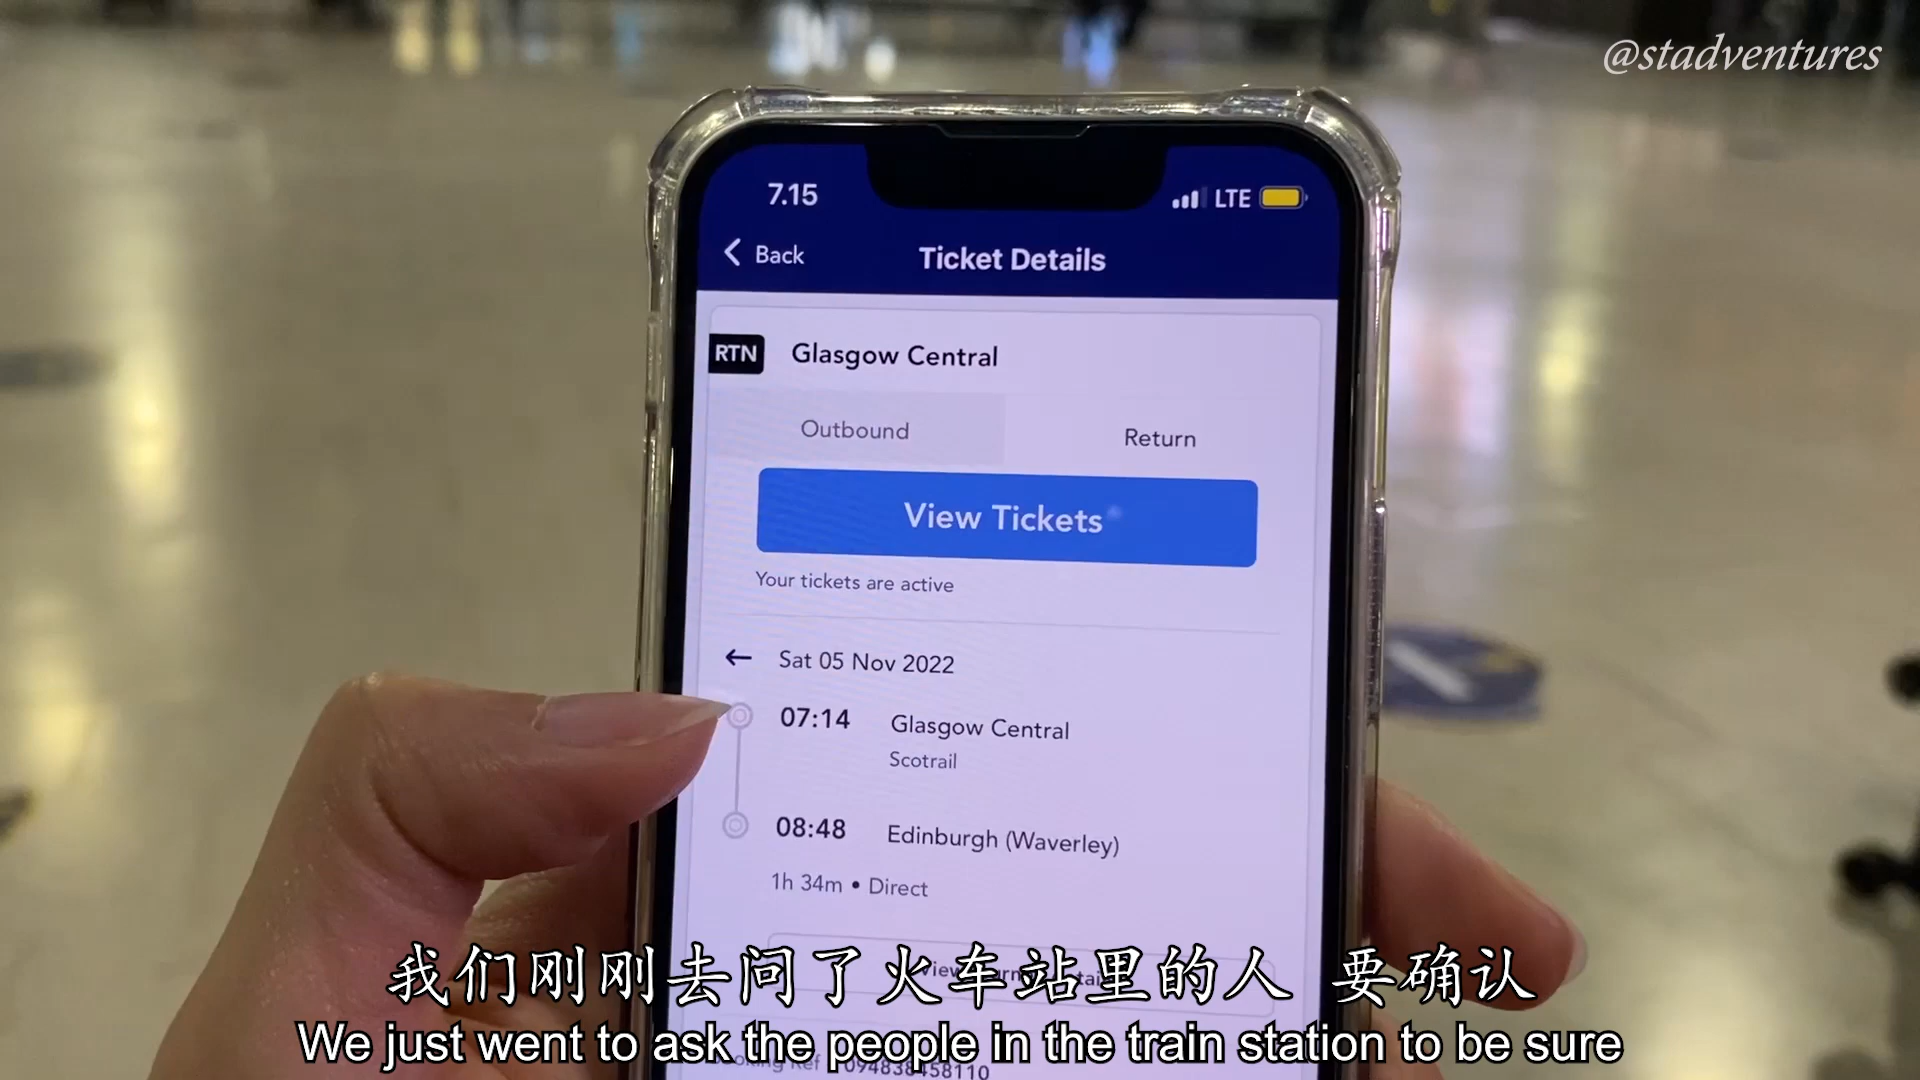 @stadventures
7.15
LTE
Back
Ticket Details
RTN
Glasgow Central
Outbound
Return
View Tickets
Your tickets are active
Sat 05 Nov 2022
07:14
Glasgow Central
Scotrail
08:48
Edinburgh (Waverley)
1h 34m • Direct
我们刚刚去问了火车站里的人 要确认
We just went to ask the people in the train station to be sure